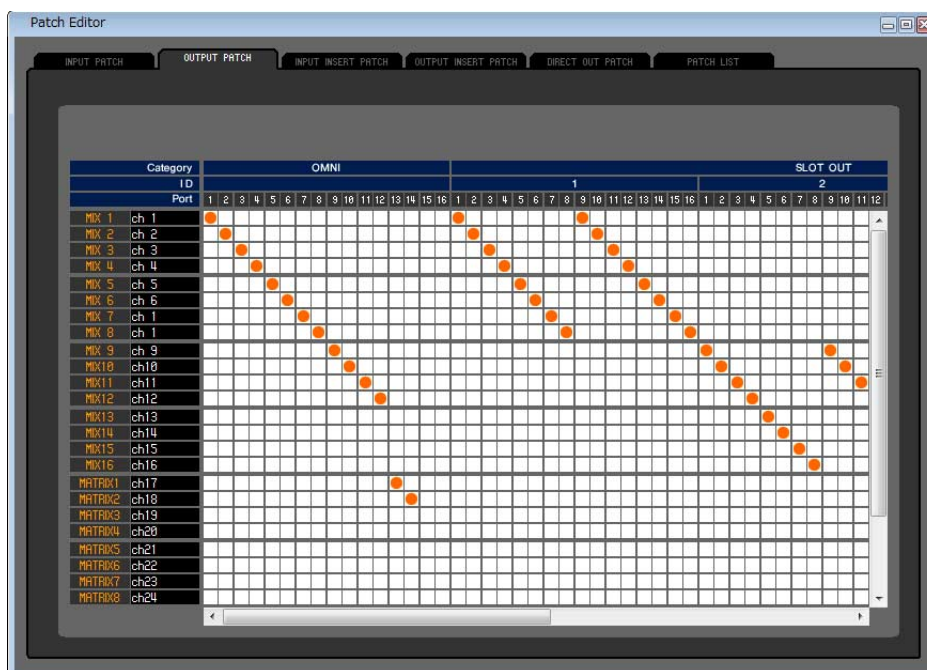 Patch Editor
INPUT PATCH OUTPUT PATCH INPUT INSERT PATCH OUTPUT INSERT PATCH DIRECT OUT PATCH PATCH LIST
Category OMNI SLOT OUT
ID 1 2
Port 1 2 3 4 5 6 7 8 9 10 11 12 13 14 15 16 1 2 3 4 5 6 7 8 9 10 11 12 13 14 15 16 1 2 3 4 5 6 7 8 9 10 11 12
MIX 1 ch 1
MIX 2 ch 2
MIX 3 ch 3
MIX 4 ch 4
MIX 5 ch 5
MIX 6 ch 6
MIX 7 ch 1
MIX 8 ch 1
MIX 9 ch 9
MIX10 ch10
MIX11 ch11
MIX12 ch12
MIX13 ch13
MIX14 ch14
MIX15 ch15
MIX16 ch16
MATRIX1 ch17
MATRIX2 ch18
MATRIX3 ch19
MATRIX4 ch20
MATRIX5 ch21
MATRIX6 ch22
MATRIX7 ch23
MATRIX8 ch24